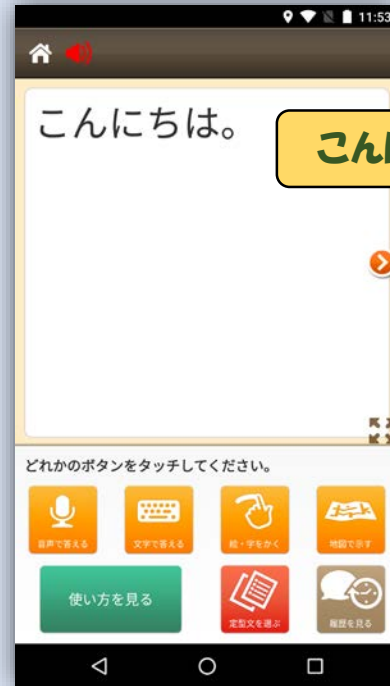 11:53
こんにちは。
こん
どれかのボタンをタッチしてください。
音声で答える
文字で答える
絵・字をかく
地図で示す
使い方を見る
定型文を選ぶ
履歴を見る